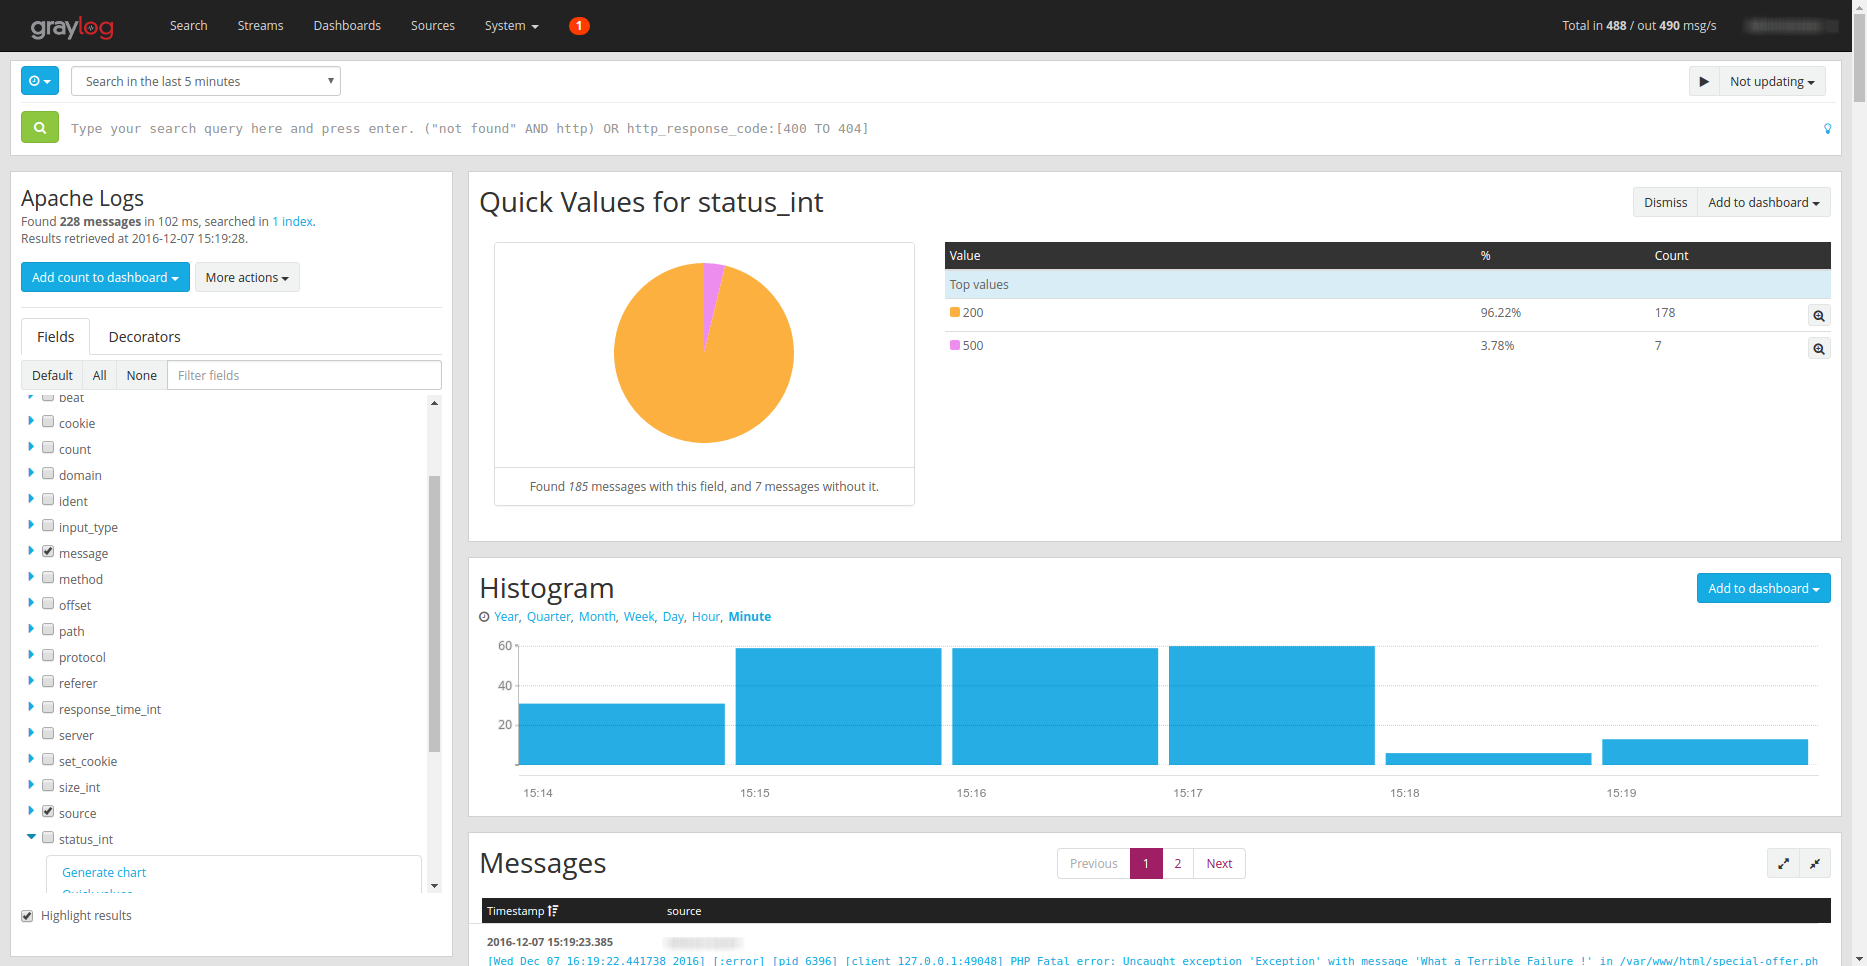 graylog
Search Streams Dashboards Sources System 1 Total in 488 / out 490 msg/s
Search in the last 5 minutes Not updating
Type your search query here and press enter. ("not found" AND http) OR http_response_code:[400 TO 404]
Apache Logs
Found 228 messages in 102 ms, searched in 1 index.
Results retrieved at 2016-12-07 15:19:28.
Add count to dashboard More actions
Fields Decorators
Default All None Filter fields
beat
cookie
count
domain
ident
input_type
message
method
offset
path
protocol
referer
response_time_int
server
set_cookie
size_int
source
status_int
Generate chart
Quick values
Highlight results
Quick Values for status_int
Dismiss Add to dashboard
Value % Count
Top values
200 96.22% 178
500 3.78% 7
Found 185 messages with this field, and 7 messages without it.
Histogram
Add to dashboard
Year, Quarter, Month, Week, Day, Hour, Minute
60
40
20
15:14 15:15 15:16 15:17 15:18 15:19
Messages
Previous 1 2 Next
Timestamp source
2016-12-07 15:19:23.385
[Wed Dec 07 16:19:22.441738 2016] [:error] [pid 6396] [client 127.0.0.1:49048] PHP Fatal error: Uncaught exception 'Exception' with message 'What a Terrible Failure !' in /var/www/html/special-offer.ph